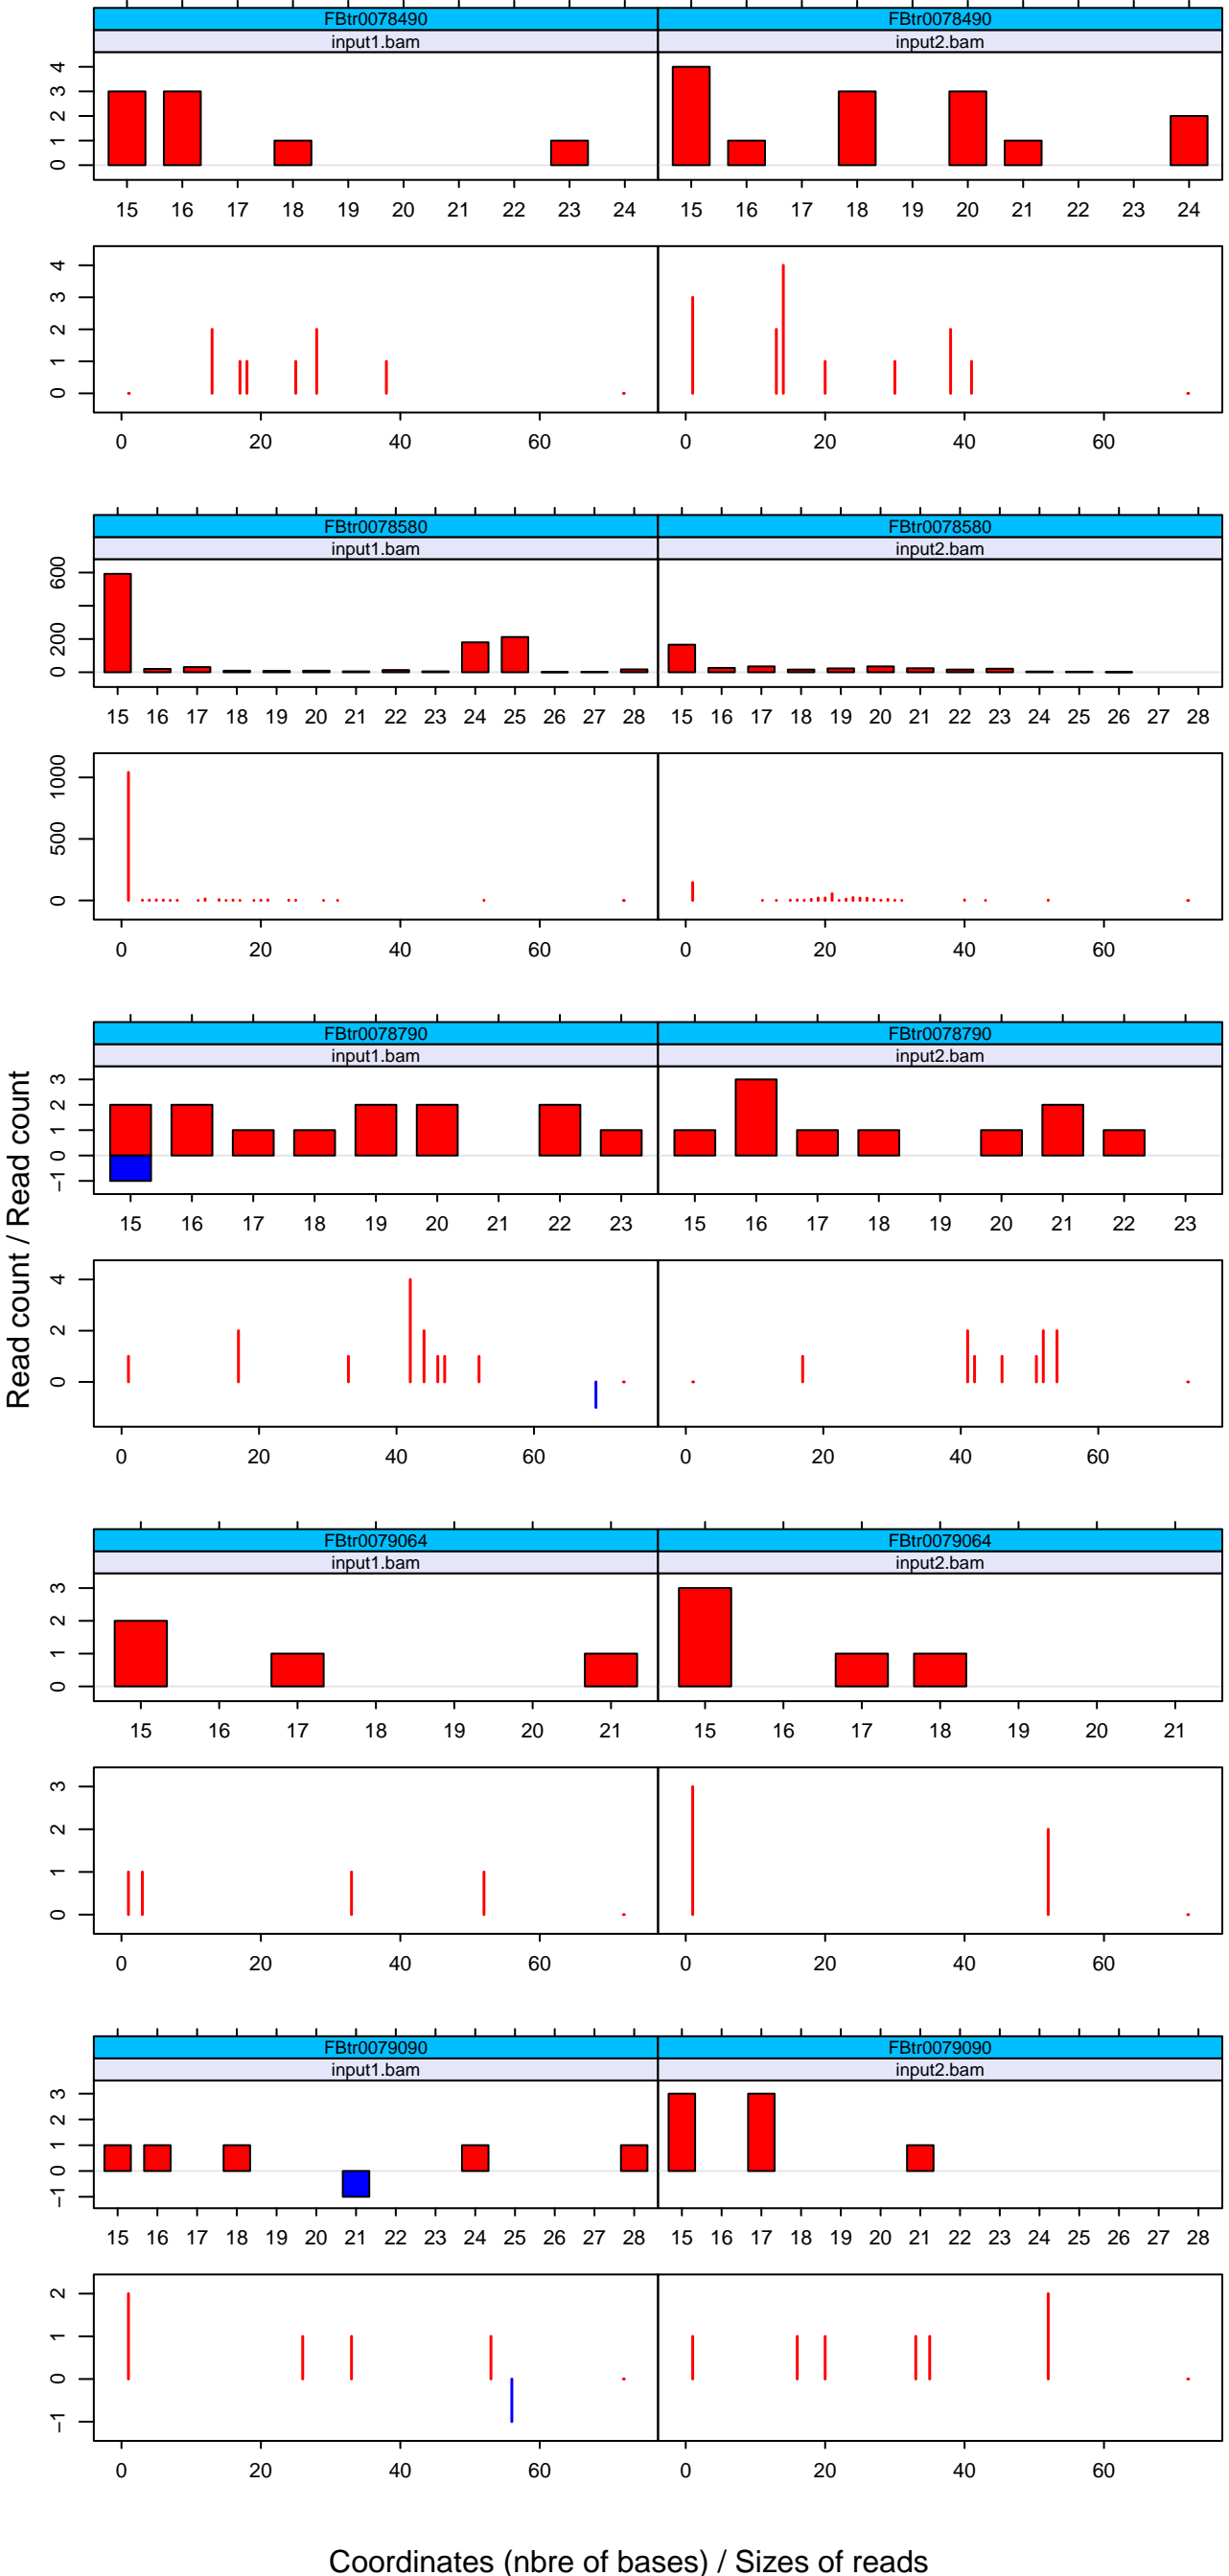 FBtr0078490 FBtr0078490
input1.bam input2.bam
4
3
2
1
0
15 16 17 18 19 20 21 22 23 24 15 16 17 18 19 20 21 22 23 24
4
3
2
1
0
0 20 40 60 0 20 40 60
FBtr0078580 FBtr0078580
input1.bam input2.bam
600
200
0
15 16 17 18 19 20 21 22 23 24 25 26 27 28 15 16 17 18 19 20 21 22 23 24 25 26 27 28
1000
500
0
0 20 40 60 0 20 40 60
FBtr0078790 FBtr0078790
input1.bam input2.bam
3
2
1
0
−1
15 16 17 18 19 20 21 22 23 15 16 17 18 19 20 21 22 23
Read count / Read count
4
2
0
0 20 40 60 0 20 40 60
FBtr0079064 FBtr0079064
input1.bam input2.bam
3
2
1
0
15 16 17 18 19 20 21 15 16 17 18 19 20 21
3
2
1
0
0 20 40 60 0 20 40 60
FBtr0079090 FBtr0079090
input1.bam input2.bam
3
2
1
0
−1
15 16 17 18 19 20 21 22 23 24 25 26 27 28 15 16 17 18 19 20 21 22 23 24 25 26 27 28
2
1
0
−1
0 20 40 60 0 20 40 60
Coordinates (nbre of bases) / Sizes of reads